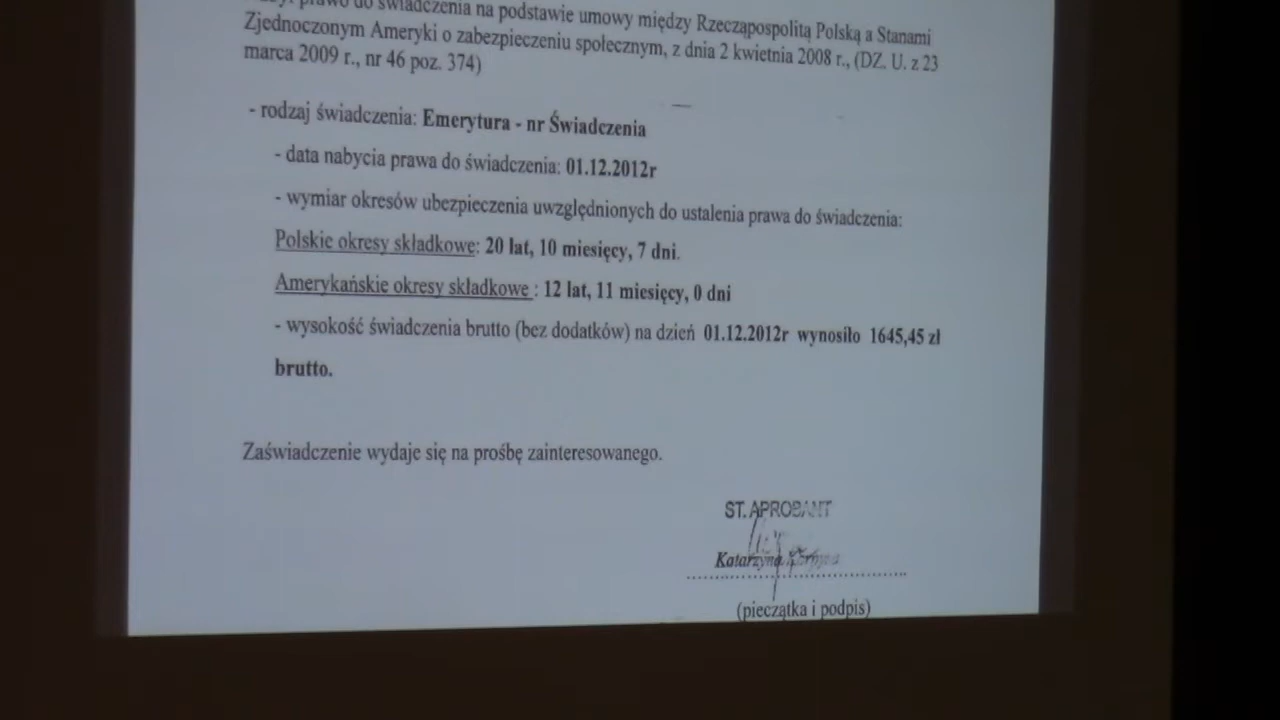 prawo do świadczenia na podstawie umowy między Rzecząpospolitą Polską a Stanami
Zjednoczonym Ameryki o zabezpieczeniu społecznym, z dnia 2 kwietnia 2008 r., (DZ. U. z 23
marca 2009 r., nr 46 poz. 374)
- rodzaj świadczenia: Emerytura - nr Świadczenia
- data nabycia prawa do świadczenia: 01.12.2012r
- wymiar okresów ubezpieczenia uwzględnionych do ustalenia prawa do świadczenia:
Polskie okresy składkowe: 20 lat, 10 miesięcy, 7 dni.
Amerykańskie okresy składkowe : 12 lat, 11 miesięcy, 0 dni
- wysokość świadczenia brutto (bez dodatków) na dzień 01.12.2012r wynosiło 1645,45 zł
brutto.
Zaświadczenie wydaje się na prośbę zainteresowanego.
ST. APROBANT
Katarzyna
(pieczątka i podpis)